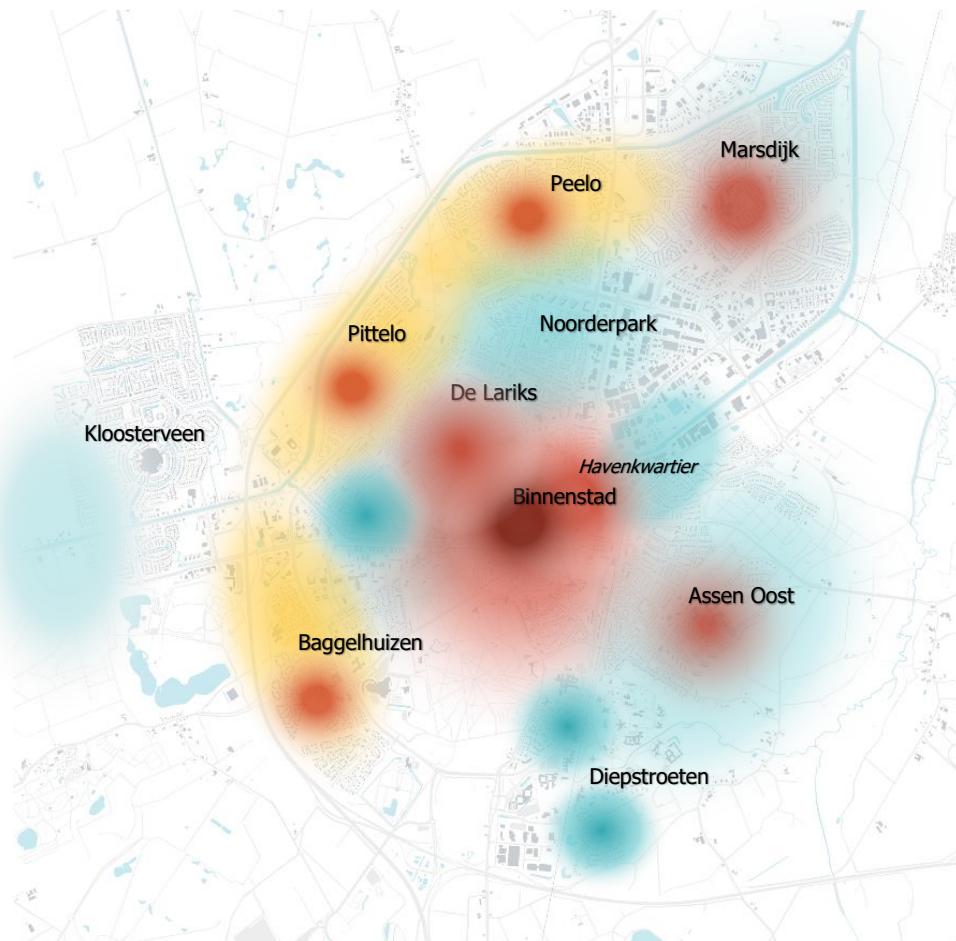 Marsdijk
Peelo
Noorderpark
Pittelo
De Lariks
Kloosterveen
Havenkwartier
Binnenstad
Assen Oost
Baggelhuizen
Diepstroeten